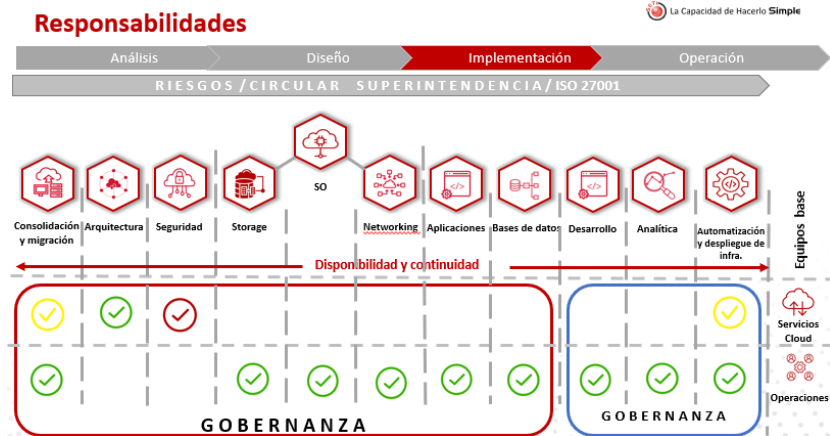 Responsabilidades
La Capacidad de Hacerlo Simple
Análisis
Diseño
Implementación
Operación
RIESGOS /CIRCULAR SUPERINTENDENCIA/ ISO 27001
Consolidación
y migración
Arquitectura
Seguridad
Storage
SO
Networking
Aplicaciones
Bases de datos
Desarrollo
Analítica
Automatización
y despliegue de
infra.
Equipos base
Disponibilidad y continuidad
Servicios
Cloud
Operaciones
GOBERNANZA
GOBERNANZA